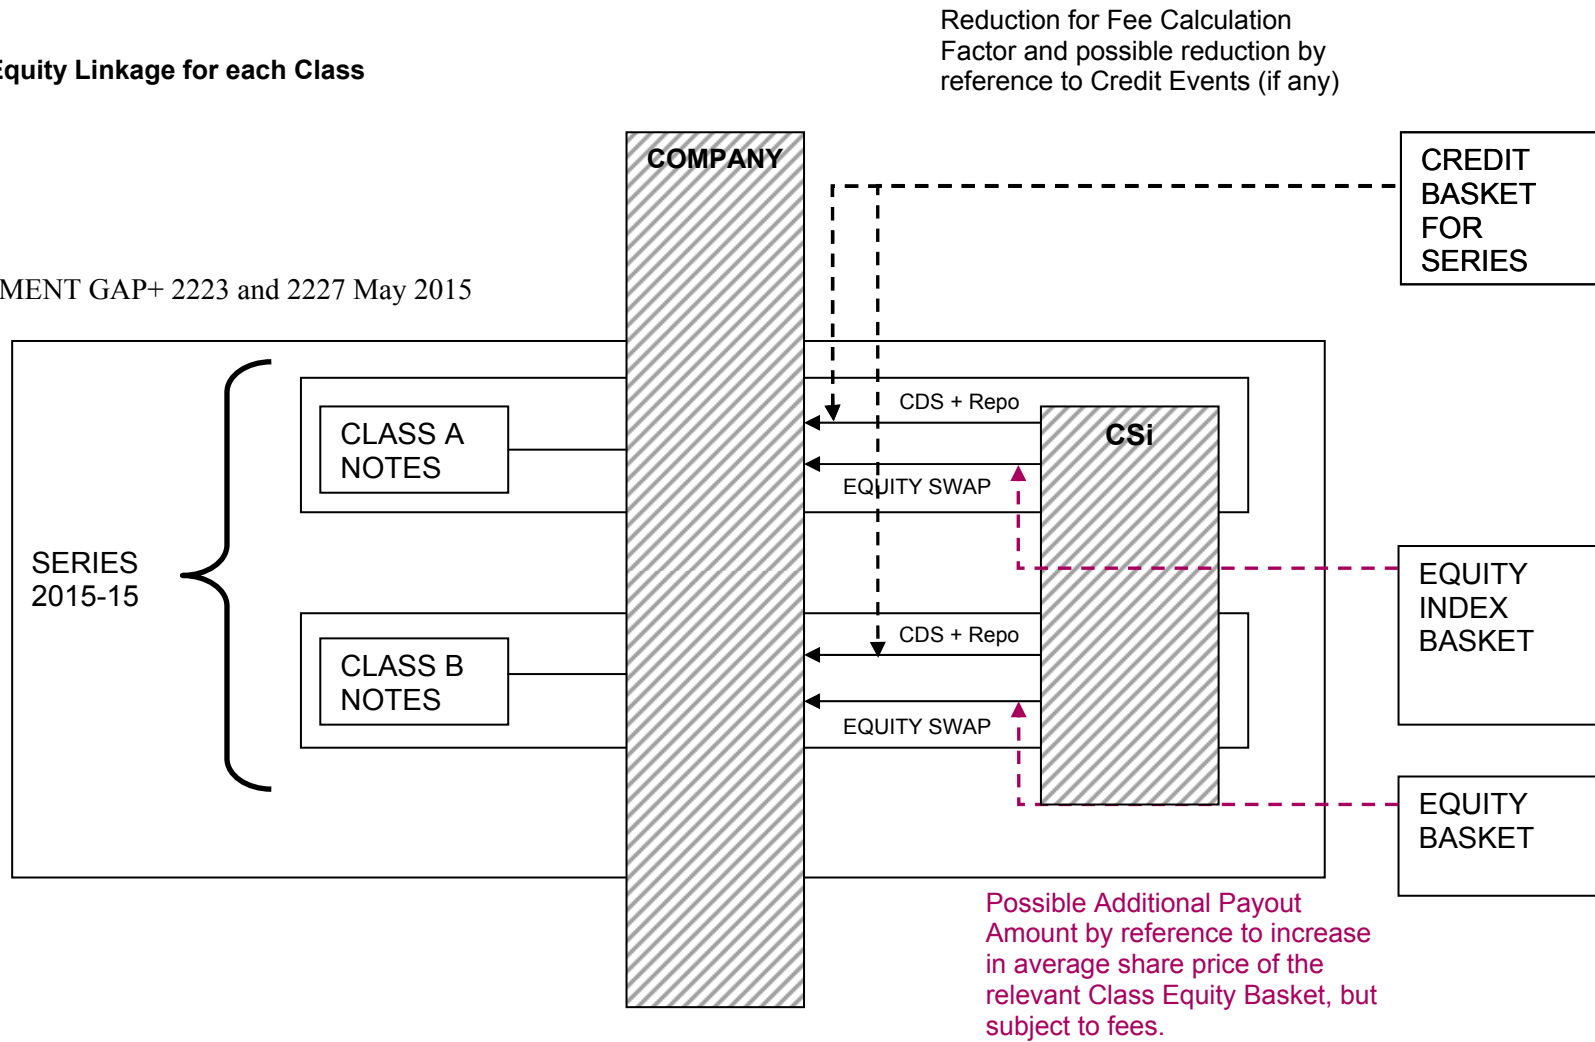 Reduction for Fee Calculation
Factor and possible reduction by
reference to Credit Events (if any)
Equity Linkage for each Class
COMPANY
CREDIT
BASKET
FOR
SERIES
MENT GAP+ 2223 and 2227 May 2015
CDS + Repo
CLASS A
NOTES
CSi
EQUITY SWAP
SERIES
2015-15
EQUITY
INDEX
BASKET
CDS + Repo
CLASS B
NOTES
EQUITY SWAP
EQUITY
BASKET
Possible Additional Payout
Amount by reference to increase
in average share price of the
relevant Class Equity Basket, but
subject to fees.